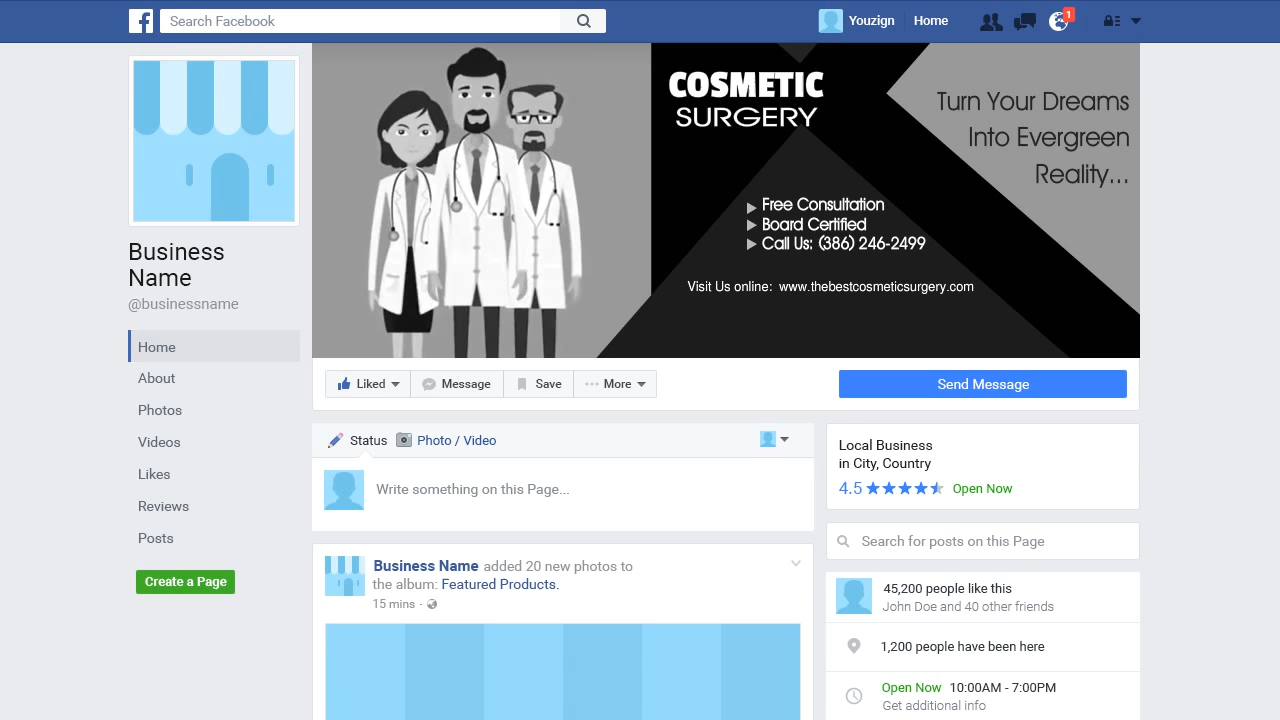 Search Facebook
Youzign
Home
1
Business
Name
@businessname
Home
About
Photos
Videos
Likes
Reviews
Posts
Create a Page
COSMETIC
SURGERY
Turn Your Dreams
Into Evergreen
Reality...
Free Consultation
Board Certified
Call Us: (386) 246-2499
Visit Us online: www.thebestcosmeticsurgery.com
Liked
Message
Save
More
Send Message
Status
Photo / Video
Write something on this Page...
Business Name added 20 new photos to
the album: Featured Products.
15 mins ·
Local Business
in City, Country
4.5
Open Now
Search for posts on this Page
45,200 people like this
John Doe and 40 other friends
1,200 people have been here
Open Now 10:00AM - 7:00PM
Get additional info